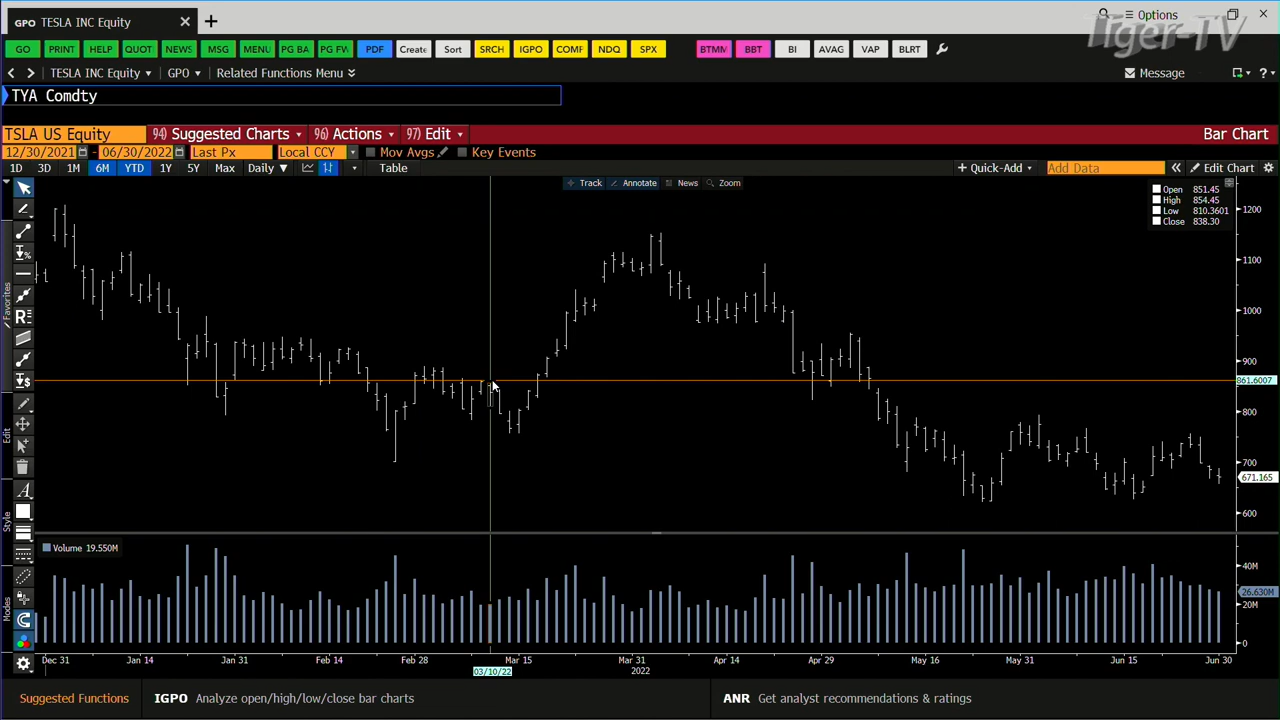 GPO TESLA INC Equity
Options
Tiger-TV
GO PRINT HELP QUOT NEWS MSG MENU PG BA PG FW PDF Create Sort SRCH IGPO COMF NDQ SPX BTMM BBT BI AVAG VAP BLRT
TESLA INC Equity GPO Related Functions Menu Message ?
TYA Comdty
TSLA US Equity 94) Suggested Charts 96) Actions 97) Edit Bar Chart
12/30/2021 - 06/30/2022 Last Px Local CCY Mov Avgs Key Events
1D 3D 1M 6M YTD 1Y 5Y Max Daily Table + Quick-Add Add Data Edit Chart
Track Annotate News Zoom
Open 851.45
High 854.45
Low 810.3601
Close 838.30
1200
1100
1000
900
861.6007
800
700
671.165
600
Favorites
Edit
Style
Modes
Volume 19.550M
40M
26.630M
20M
0
Dec 31 Jan 14 Jan 31 Feb 14 Feb 28 Mar 15 Mar 31 Apr 14 Apr 29 May 16 May 31 Jun 15 Jun 30
03/10/22 2022
Suggested Functions IGPO Analyze open/high/low/close bar charts ANR Get analyst recommendations & ratings